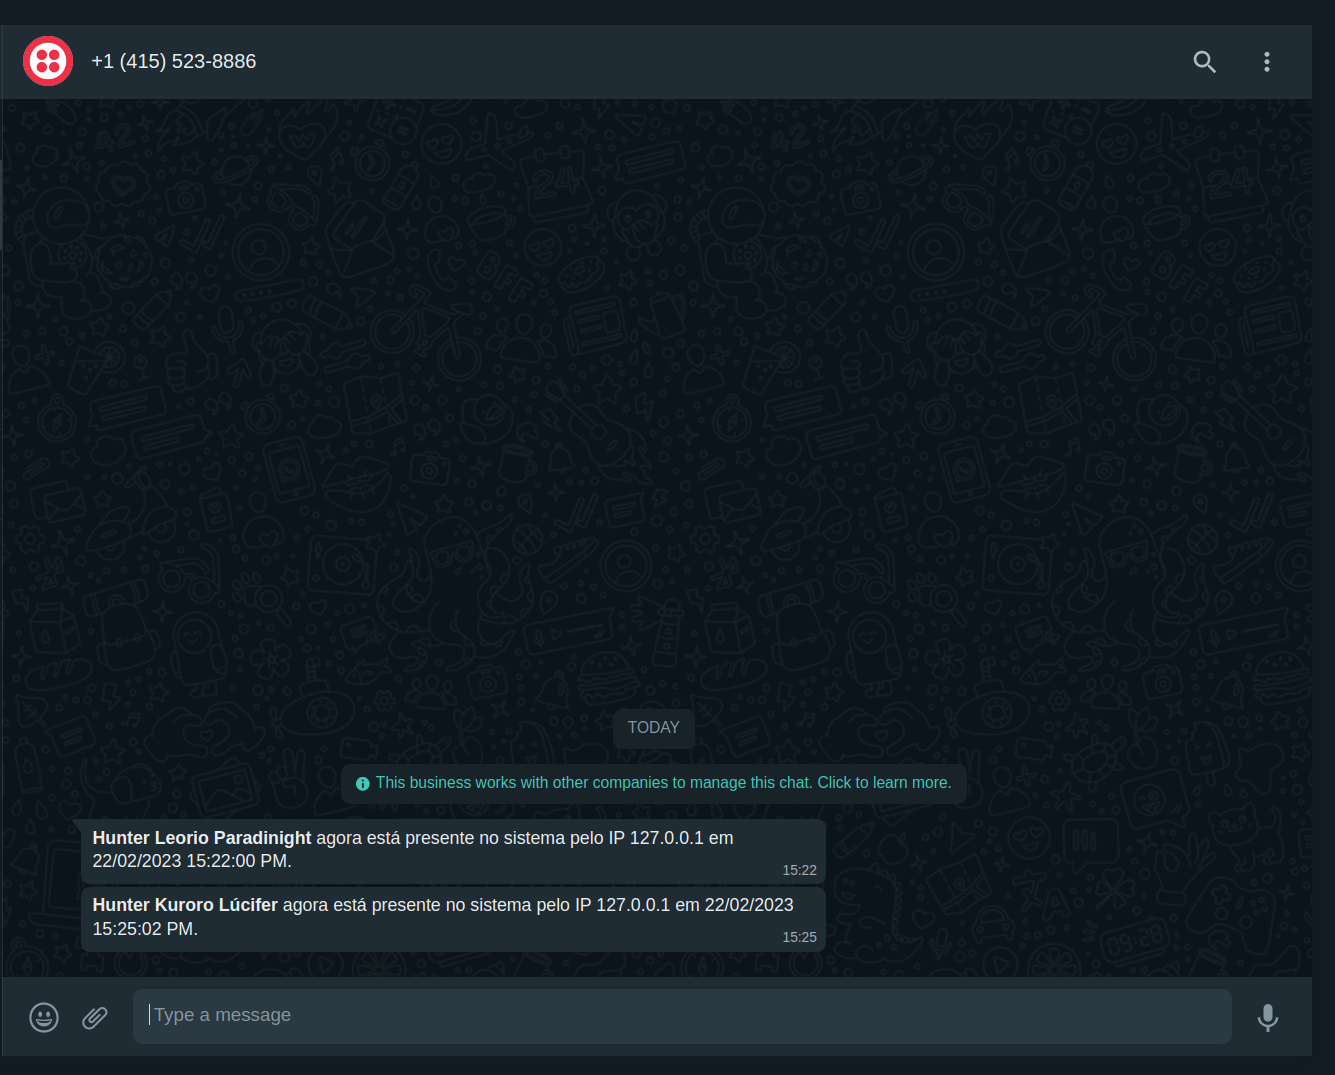 +1 (415) 523-8886
TODAY
This business works with other companies to manage this chat. Click to learn more.
Hunter Leorio Paradinight agora está presente no sistema pelo IP 127.0.0.1 em
22/02/2023 15:22:00 PM.
15:22
Hunter Kuroro Lúcifer agora está presente no sistema pelo IP 127.0.0.1 em 22/02/2023
15:25:02 PM.
15:25
Type a message